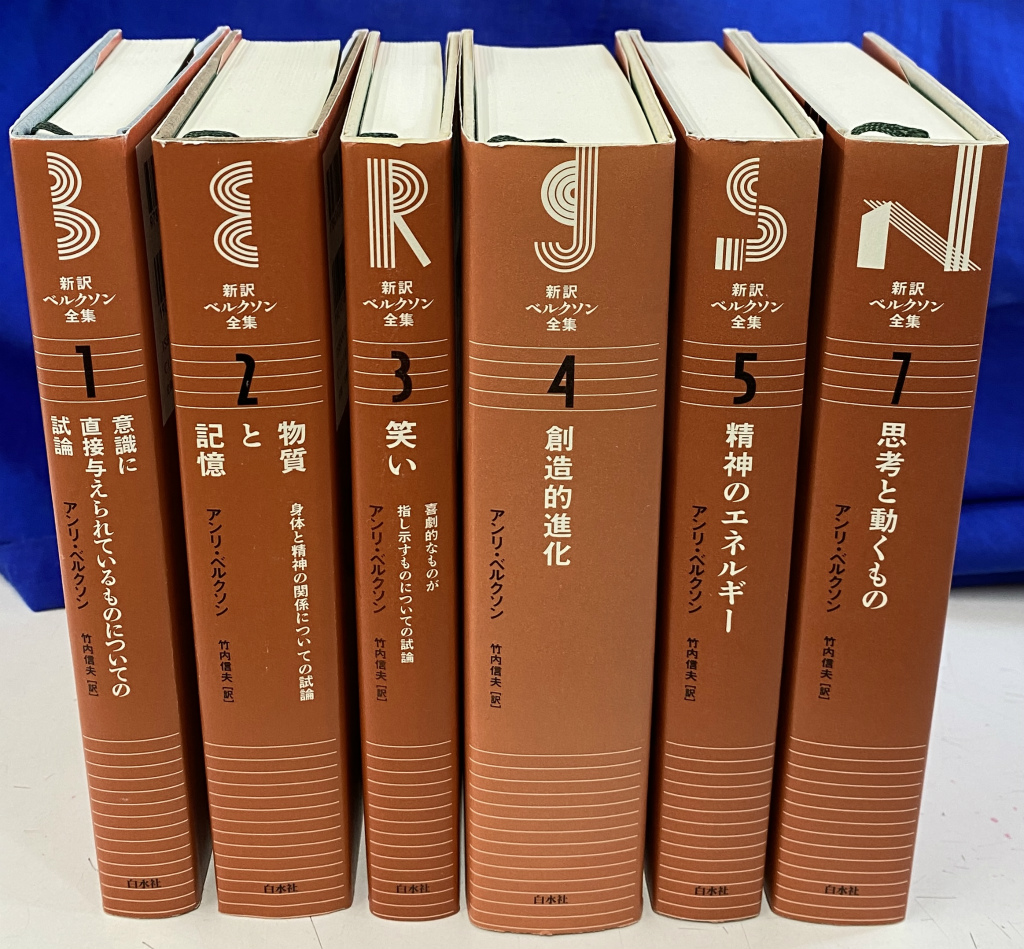 B
新訳
ベルクソン
全集
1
意識に
直接与えられているものについての
試論
アンリ・ベルクソン
竹内信夫[訳]
白水社
E
新訳
ベルクソン
全集
2
物質
と
記憶
身体と精神の関係についての試論
アンリ・ベルクソン
竹内信夫[訳]
白水社
R
新訳
ベルクソン
全集
3
笑い
喜劇的なものが
指し示すものについての試論
アンリ・ベルクソン
竹内信夫[訳]
白水社
g
新訳
ベルクソン
全集
4
創造的進化
アンリ・ベルクソン
竹内信夫[訳]
白水社
S
新訳
ベルクソン
全集
5
精神のエネルギー
アンリ・ベルクソン
竹内信夫[訳]
白水社
N
新訳
ベルクソン
全集
7
思考と動くもの
アンリ・ベルクソン
竹内信夫[訳]
白水社